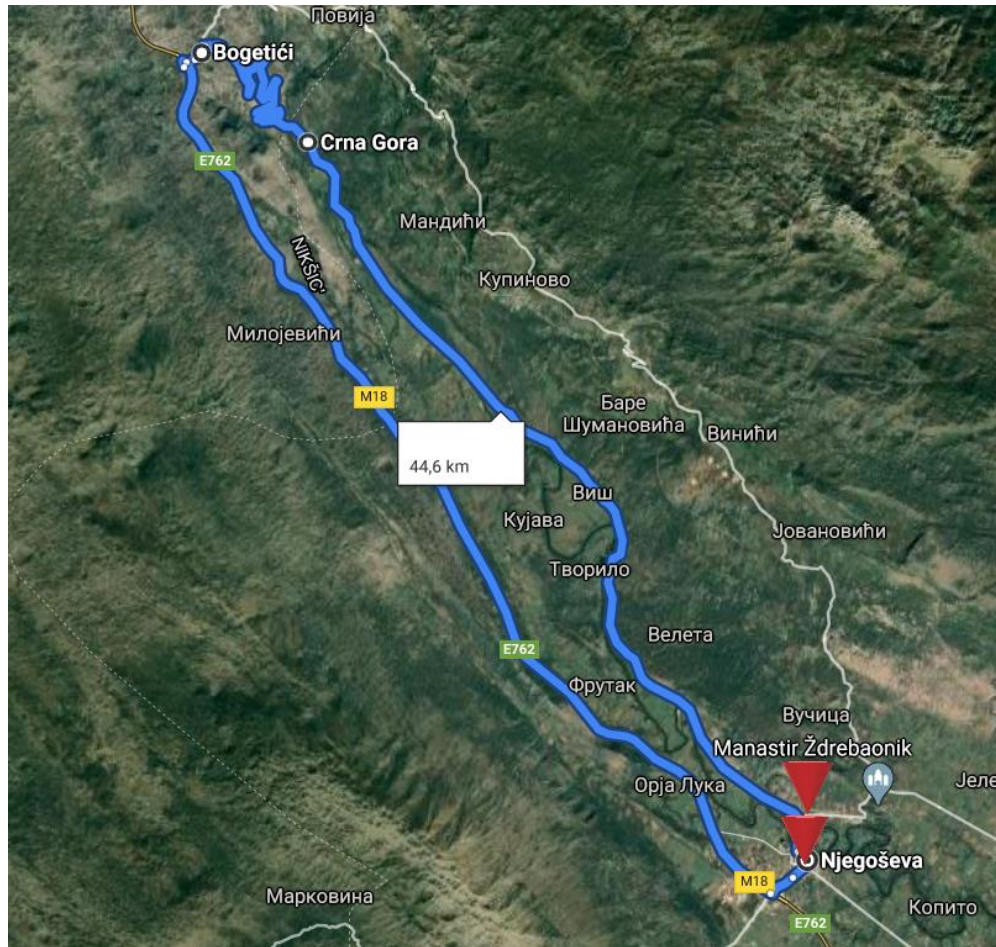 Повија
Bogetići
Crna Gora
E762
Мандићи
NIKŠIĆ
Купиново
Милојевићи
M18
Баре
Шумановића
Винићи
44,6 km
Виш
Кујава
Јовановићи
Творило
Велета
E762
Фрутак
Вучица
Manastir Ždrebaonik
Орја Лука
Јеле
Njegoševa
M18
Марковина
Копито
E762